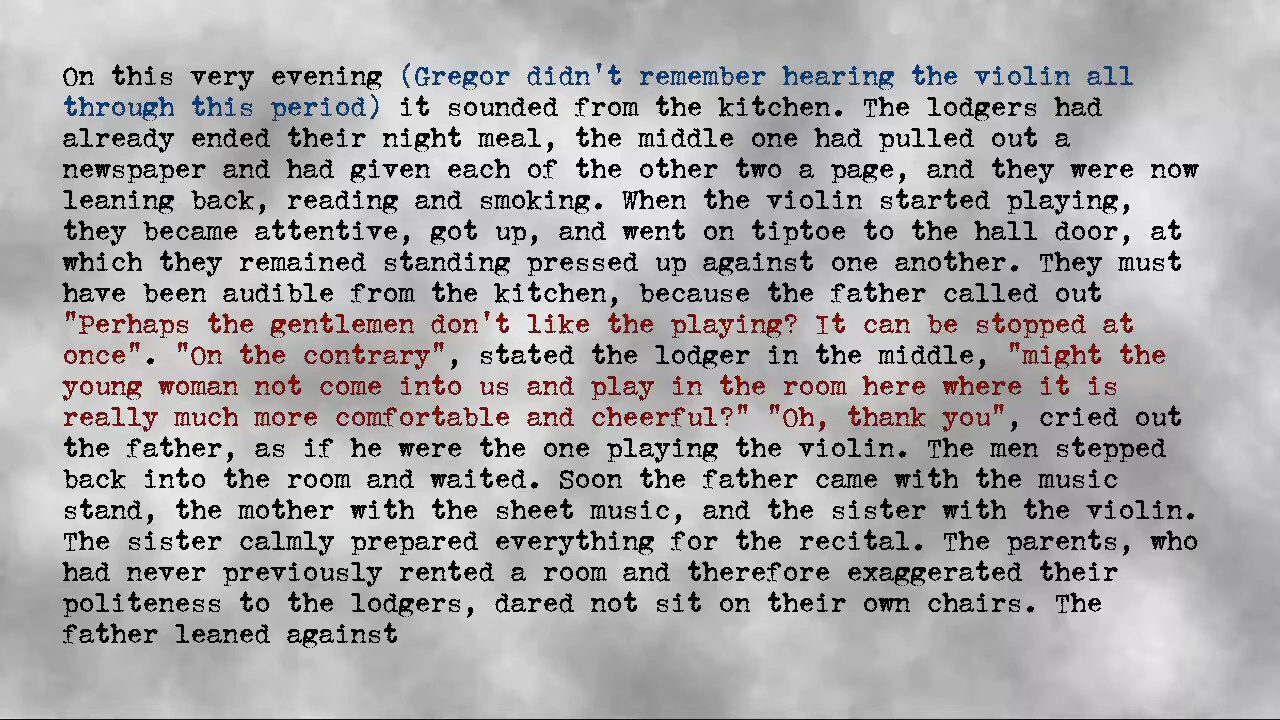 On this very evening (Gregor didn't remember hearing the violin all
through this period) it sounded from the kitchen. The lodgers had
already ended their night meal, the middle one had pulled out a
newspaper and had given each of the other two a page, and they were now
leaning back, reading and smoking. When the violin started playing,
they became attentive, got up, and went on tiptoe to the hall door, at
which they remained standing pressed up against one another. They must
have been audible from the kitchen, because the father called out
"Perhaps the gentlemen don't like the playing? It can be stopped at
once". "On the contrary", stated the lodger in the middle, "might the
young woman not come into us and play in the room here where it is
really much more comfortable and cheerful?" "Oh, thank you", cried out
the father, as if he were the one playing the violin. The men stepped
back into the room and waited. Soon the father came with the music
stand, the mother with the sheet music, and the sister with the violin.
The sister calmly prepared everything for the recital. The parents, who
had never previously rented a room and therefore exaggerated their
politeness to the lodgers, dared not sit on their own chairs. The
father leaned against